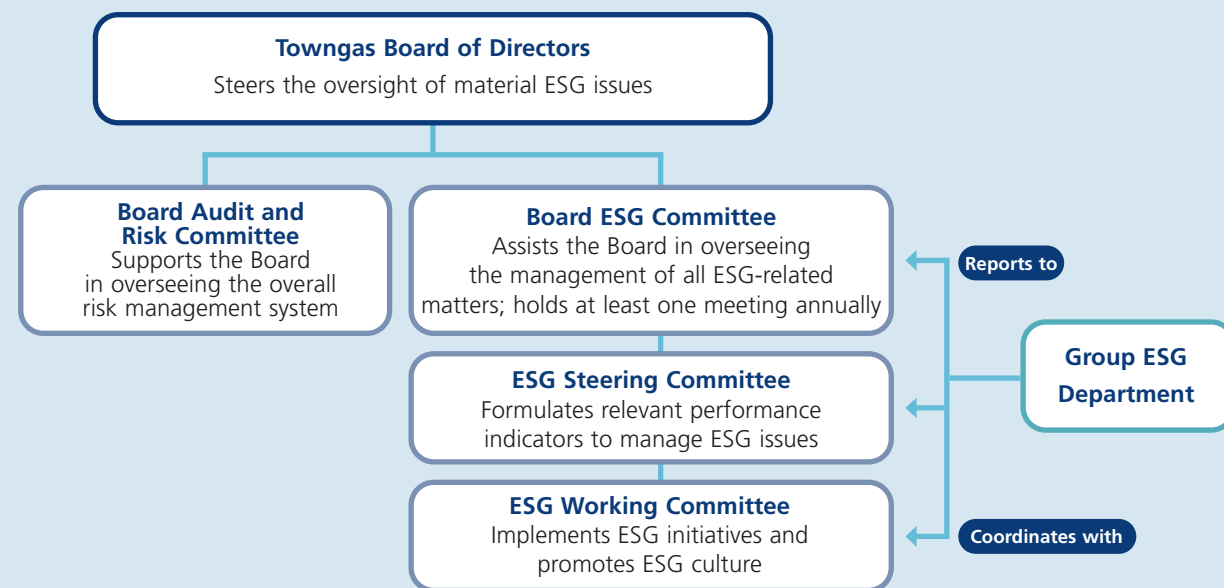 Towngas Board of Directors
Steers the oversight of material ESG issues
Board Audit and
Risk Committee
Supports the Board
in overseeing the overall
risk management system
Board ESG Committee
Assists the Board in overseeing
the management of all ESG-related
matters; holds at least one meeting annually
Reports to
Group ESG
Department
ESG Steering Committee
Formulates relevant performance
indicators to manage ESG issues
ESG Working Committee
Implements ESG initiatives and
promotes ESG culture
Coordinates with